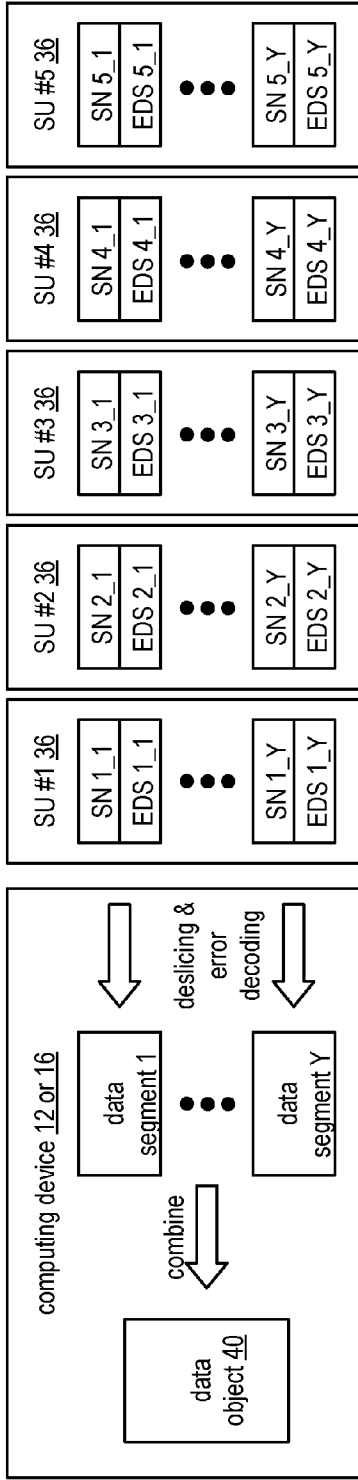 computing device 12 or 16
data
object 40
combine
data
segment 1
data
segment Y
deslicing &
error
decoding
SU #1 36
SN 1_1
EDS 1_1
SN 1_Y
EDS 1_Y
SU #2 36
SN 2_1
EDS 2_1
SN 2_Y
EDS 2_Y
SU #3 36
SN 3_1
EDS 3_1
SN 3_Y
EDS 3_Y
SU #4 36
SN 4_1
EDS 4_1
SN 4_Y
EDS 4_Y
SU #5 36
SN 5_1
EDS 5_1
SN 5_Y
EDS 5_Y